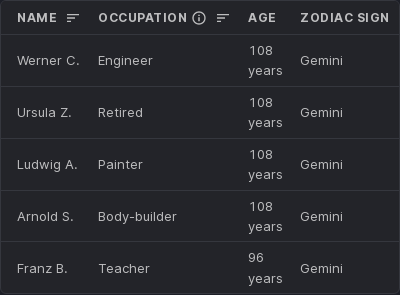 NAME OCCUPATION AGE ZODIAC SIGN
Werner C. Engineer 108 years Gemini
Ursula Z. Retired 108 years Gemini
Ludwig A. Painter 108 years Gemini
Arnold S. Body-builder 108 years Gemini
Franz B. Teacher 96 years Gemini